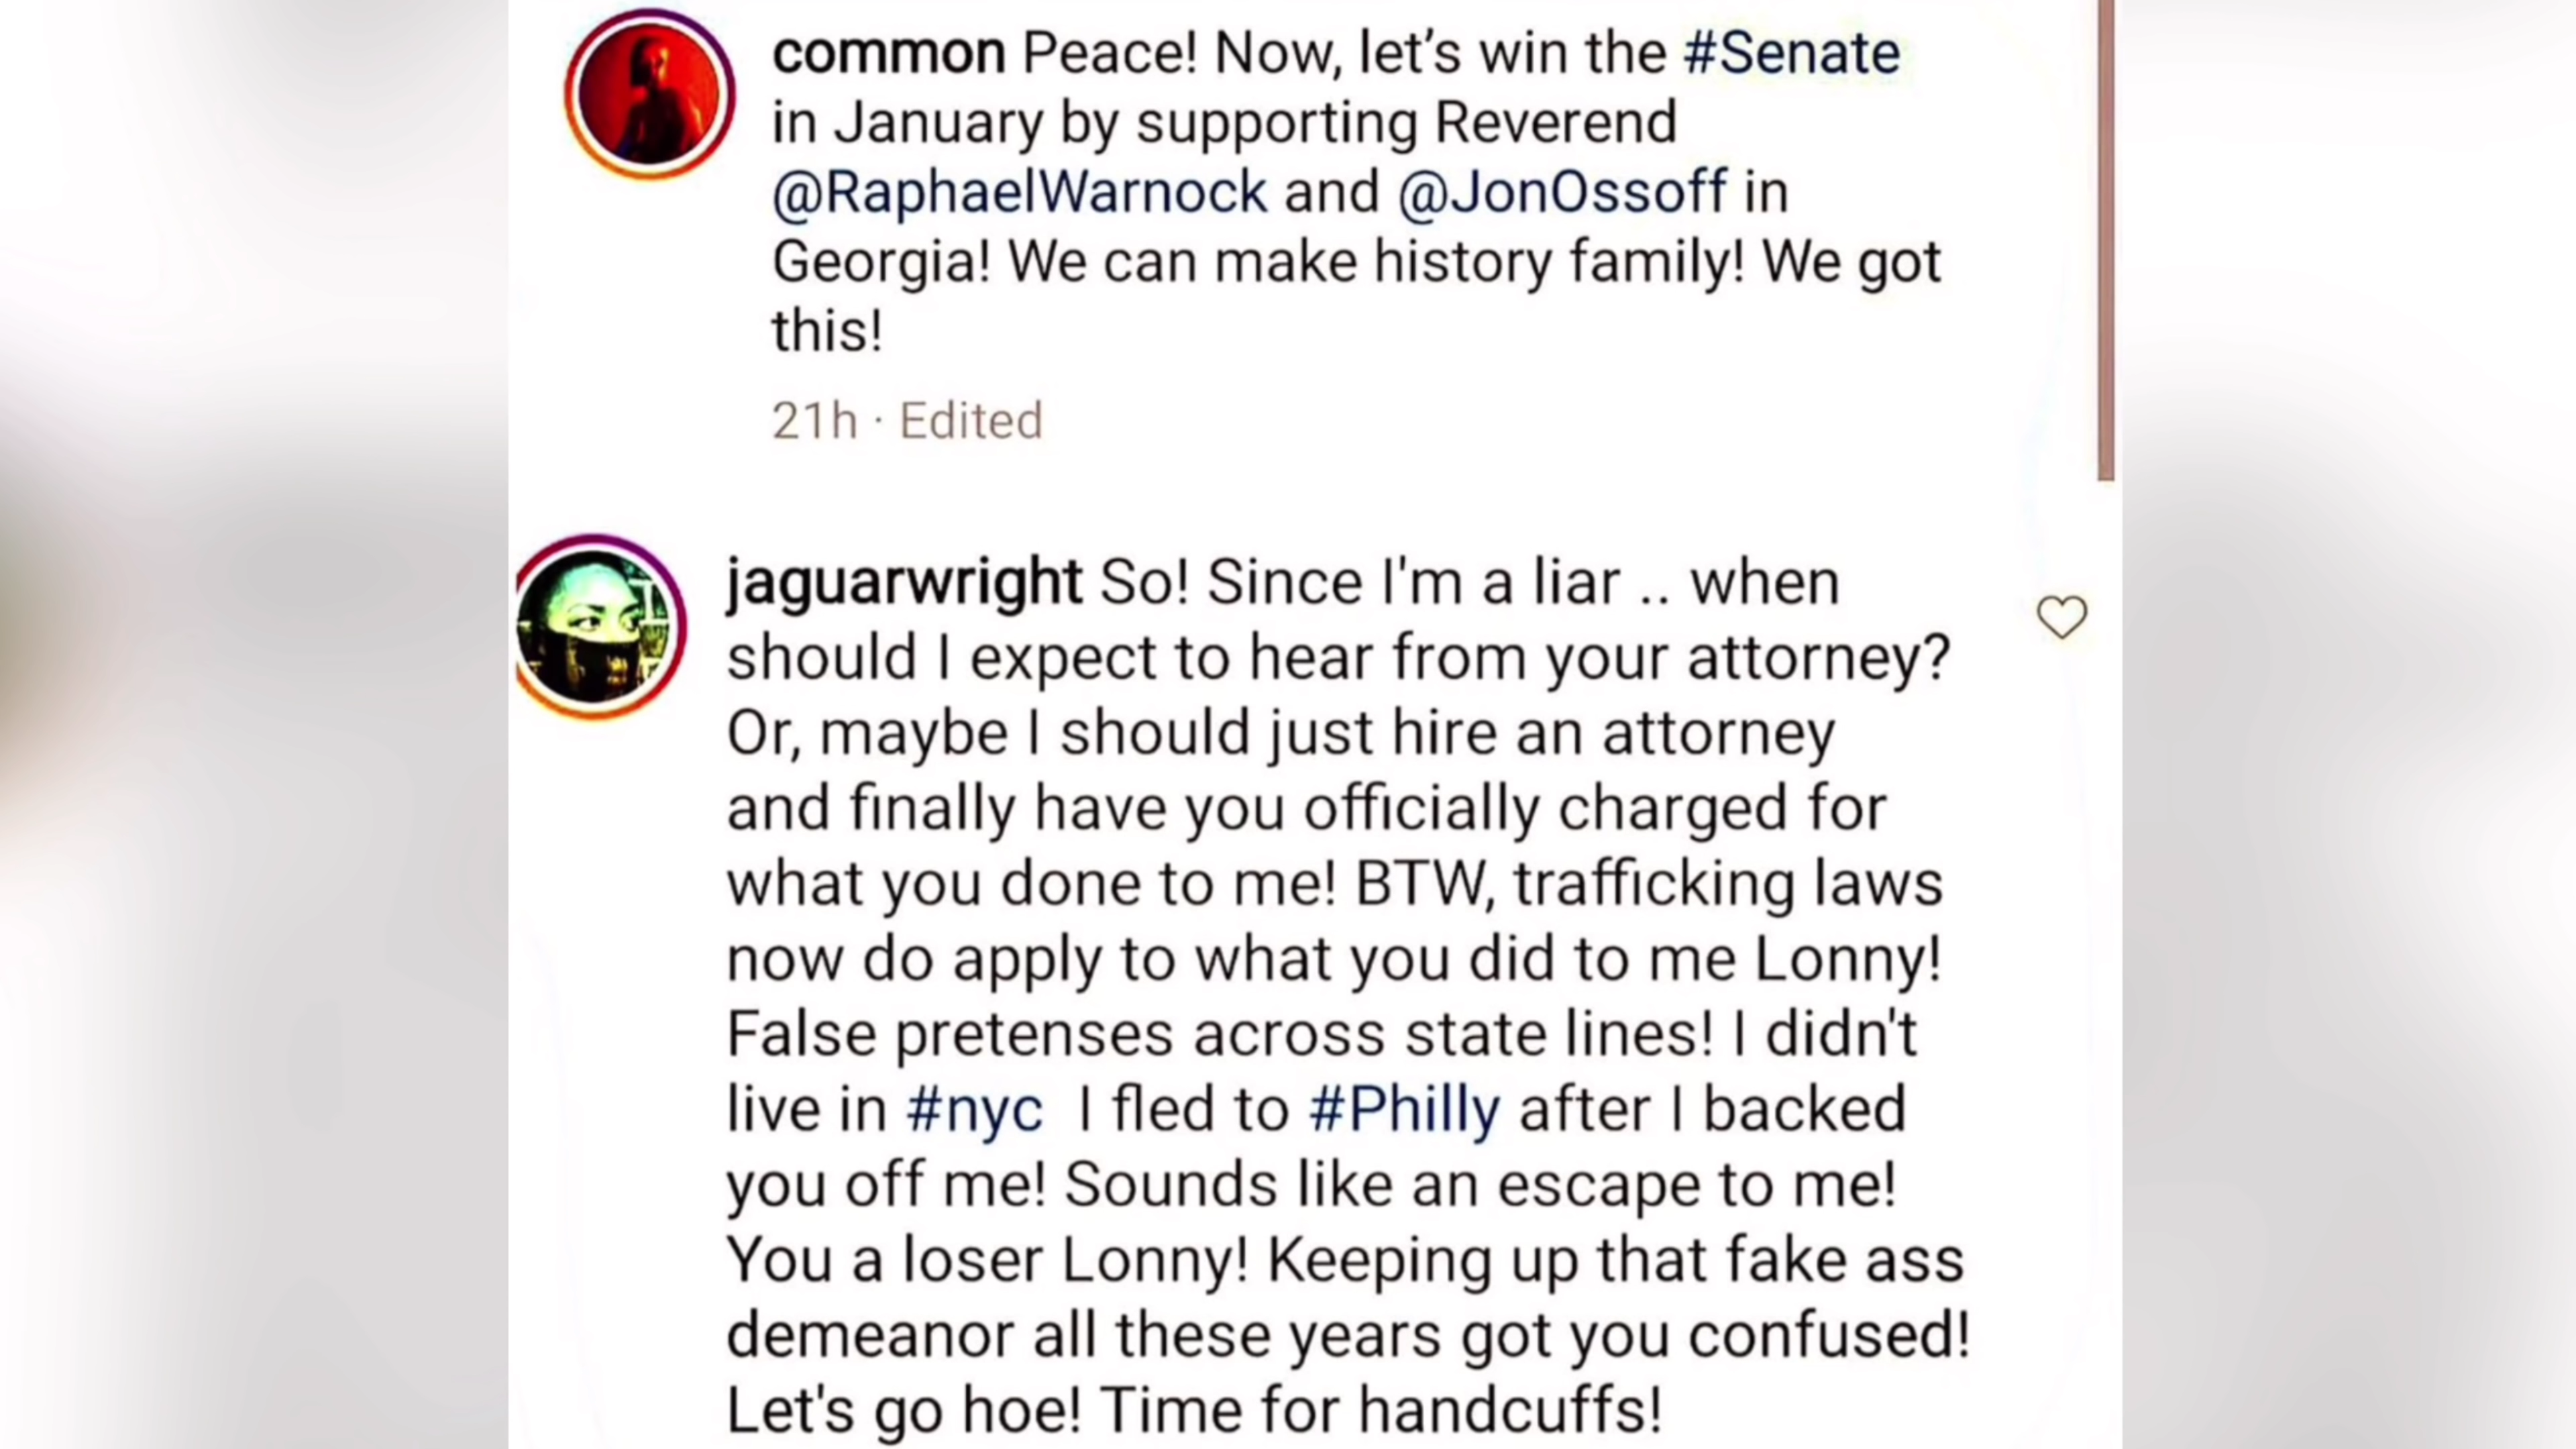 common Peace! Now, let's win the #Senate
in January by supporting Reverend
@RaphaelWarnock and @JonOssoff in
Georgia! We can make history family! We got
this!
21h · Edited
jaguarwright So! Since I'm a liar .. when
should I expect to hear from your attorney?
Or, maybe I should just hire an attorney
and finally have you officially charged for
what you done to me! BTW, trafficking laws
now do apply to what you did to me Lonny!
False pretenses across state lines! I didn't
live in #nyc  I fled to #Philly after I backed
you off me! Sounds like an escape to me!
You a loser Lonny! Keeping up that fake ass
demeanor all these years got you confused!
Let's go hoe! Time for handcuffs!